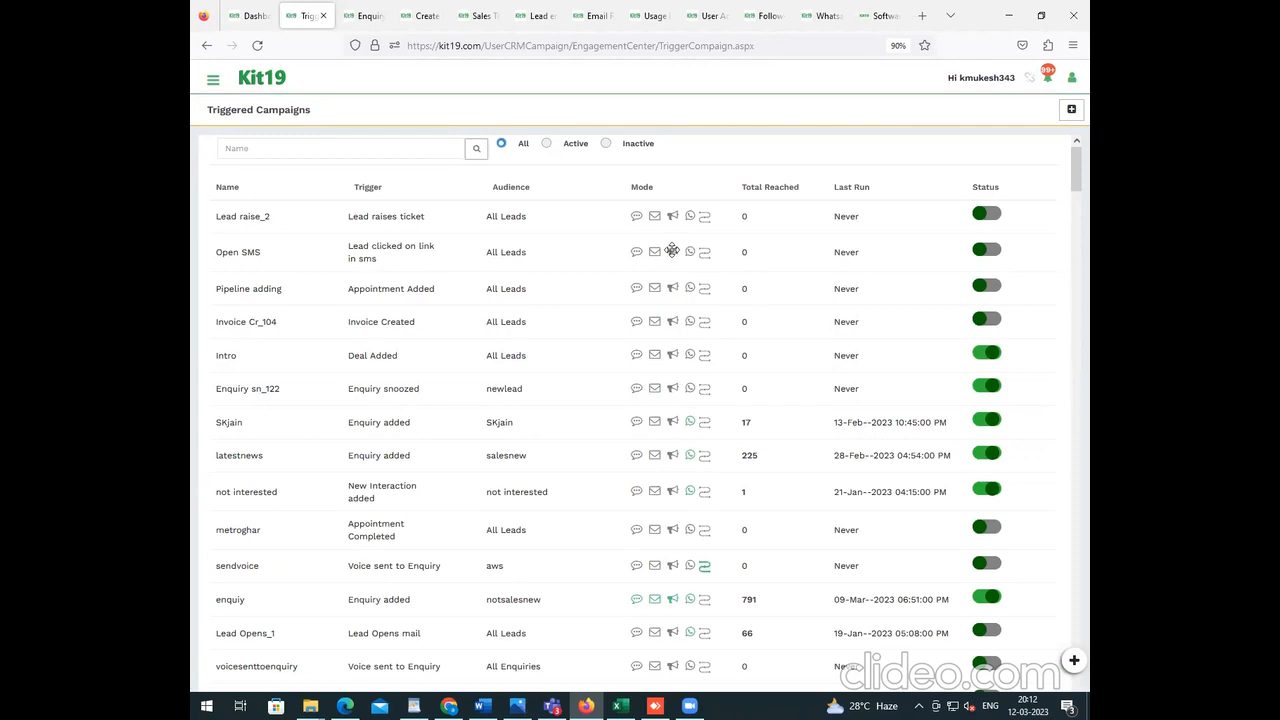 Dashb
Trigg
Enquiry
Create
Sales T
Lead er
Email F
Usage
User Ac
Follow
Whats
Softwar
https://kit19.com/UserCRMCampaign/EngagementCenter/TriggerCompaign.aspx
90%
Kit19
Hi kmukesh343
99+
Triggered Campaigns
Name
All
Active
Inactive
Name Trigger Audience Mode Total Reached Last Run Status
Lead raise_2 Lead raises ticket All Leads 0 Never
Open SMS Lead clicked on link in sms All Leads 0 Never
Pipeline adding Appointment Added All Leads 0 Never
Invoice Cr_104 Invoice Created All Leads 0 Never
Intro Deal Added All Leads 0 Never
Enquiry sn_122 Enquiry snoozed newlead 0 Never
SKjain Enquiry added SKjain 17 13-Feb--2023 10:45:00 PM
latestnews Enquiry added salesnew 225 28-Feb--2023 04:54:00 PM
not interested New Interaction added not interested 1 21-Jan--2023 04:15:00 PM
metroghar Appointment Completed All Leads 0 Never
sendvoice Voice sent to Enquiry aws 0 Never
enquiy Enquiry added notsalesnew 791 09-Mar--2023 06:51:00 PM
Lead Opens_1 Lead Opens mail All Leads 66 19-Jan--2023 05:08:00 PM
voicesenttoenquiry Voice sent to Enquiry All Enquiries 0 Never
clideo.com
28°C Haze
ENG
20:12
12-03-2023
3